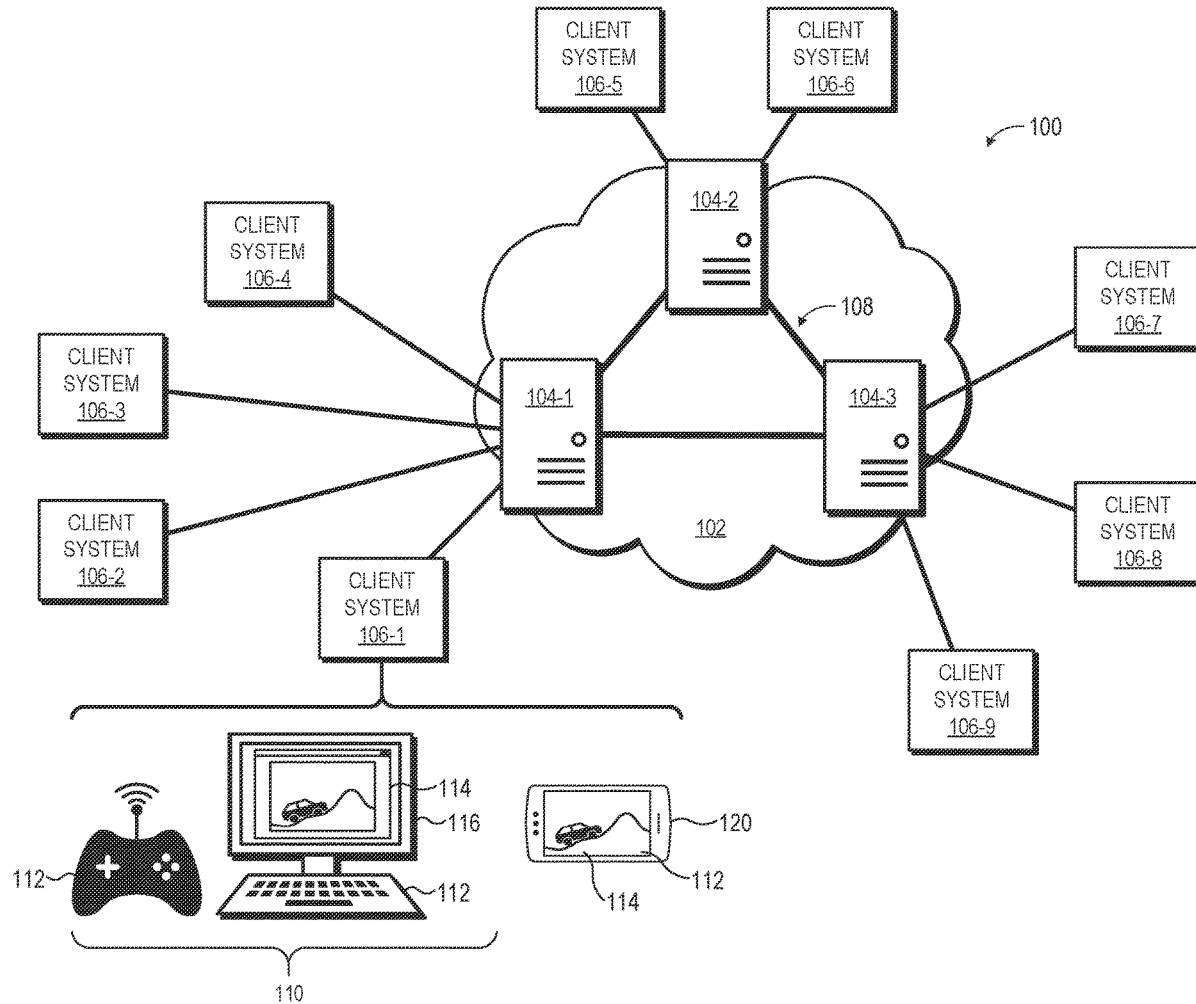 CLIENT
SYSTEM
106-5
CLIENT
SYSTEM
106-6
100
104-2
CLIENT
SYSTEM
106-4
CLIENT
SYSTEM
106-7
108
CLIENT
SYSTEM
106-3
104-1
104-3
CLIENT
SYSTEM
106-2
102
CLIENT
SYSTEM
106-8
CLIENT
SYSTEM
106-1
CLIENT
SYSTEM
106-9
114
116
120
112
112
114
112
110